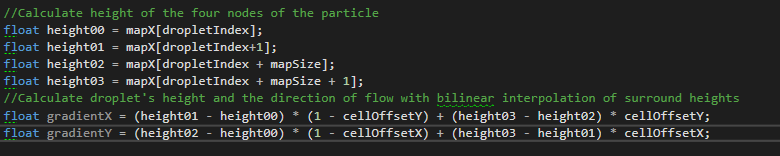 //Calculate height of the four nodes of the particle
float height00 = mapX[dropletIndex];
float height01 = mapX[dropletIndex+1];
float height02 = mapX[dropletIndex + mapSize];
float height03 = mapX[dropletIndex + mapSize + 1];
//Calculate droplet's height and the direction of flow with bilinear interpolation of surround heights
float gradientX = (height01 - height00) * (1 - cellOffsetY) + (height03 - height02) * cellOffsetY;
float gradientY = (height02 - height00) * (1 - cellOffsetX) + (height03 - height01) * cellOffsetX;